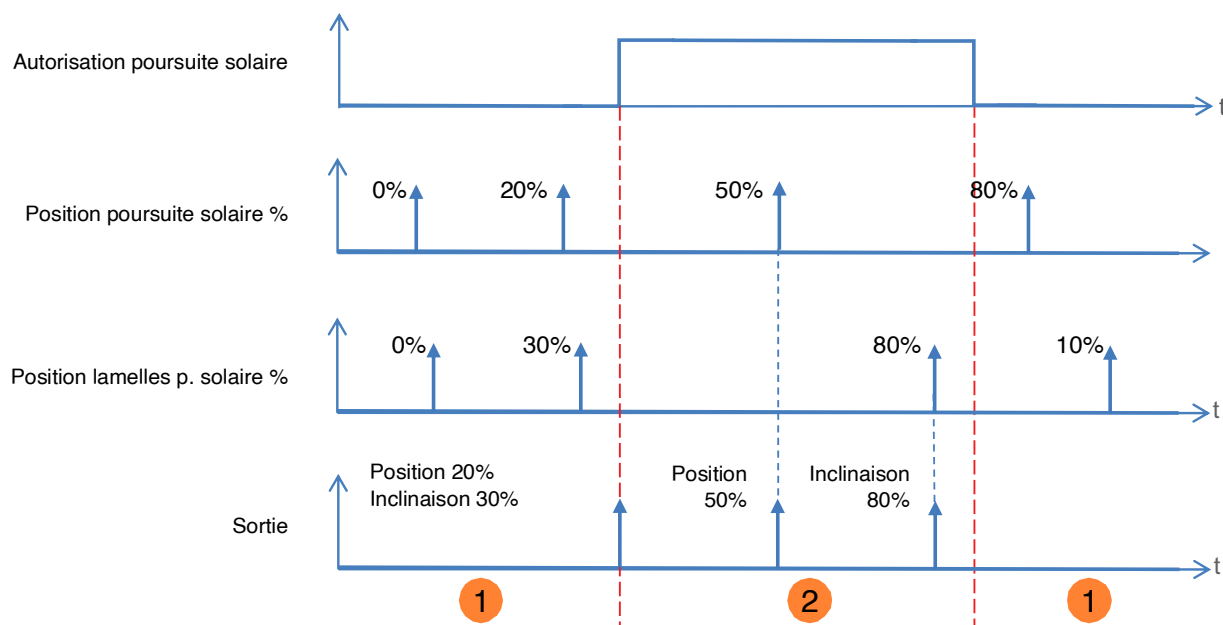 Autorisation poursuite solaire
t
0%
20%
50%
80%
Position poursuite solaire %
0%
30%
80%
10%
Position lamelles p. solaire %
t
Position 20%
Inclinaison 30%
Position
50%
Inclinaison
80%
Sortie
t
1
2
1